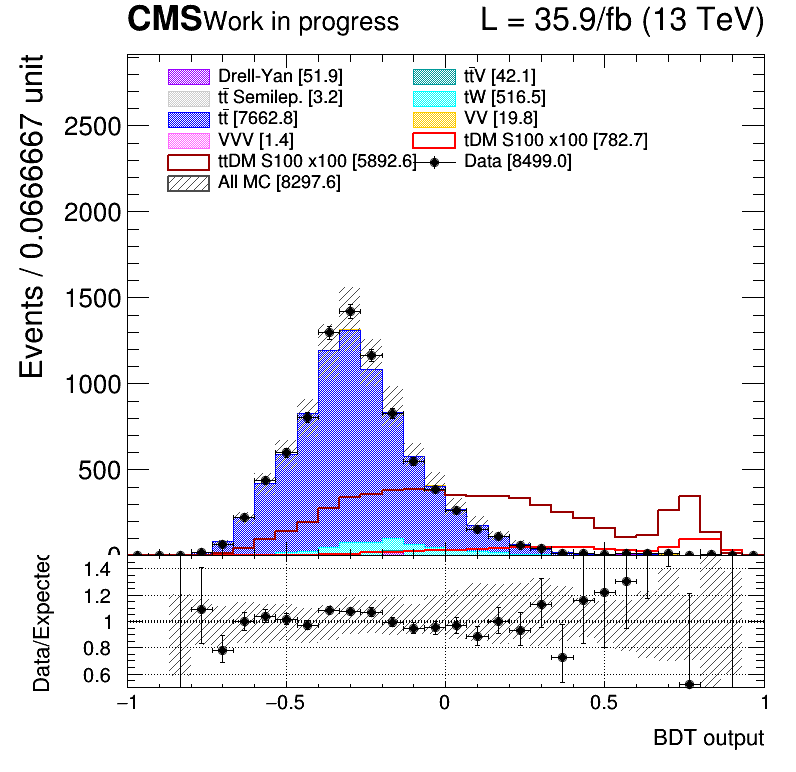 CMS Work in progress L = 35.9/fb (13 TeV)
Events / 0.0666667 unit
Drell-Yan [51.9]
tt̄V [42.1]
tt̄ Semilep. [3.2]
tW [516.5]
tt̄ [7662.8]
VV [19.8]
VVV [1.4]
tDM S100 x100 [782.7]
ttDM S100 x100 [5892.6]
Data [8499.0]
All MC [8297.6]
2500
2000
1500
1000
500
0
Data/Expected
1.4
1.2
1
0.8
0.6
−1 −0.5 0 0.5 1
BDT output